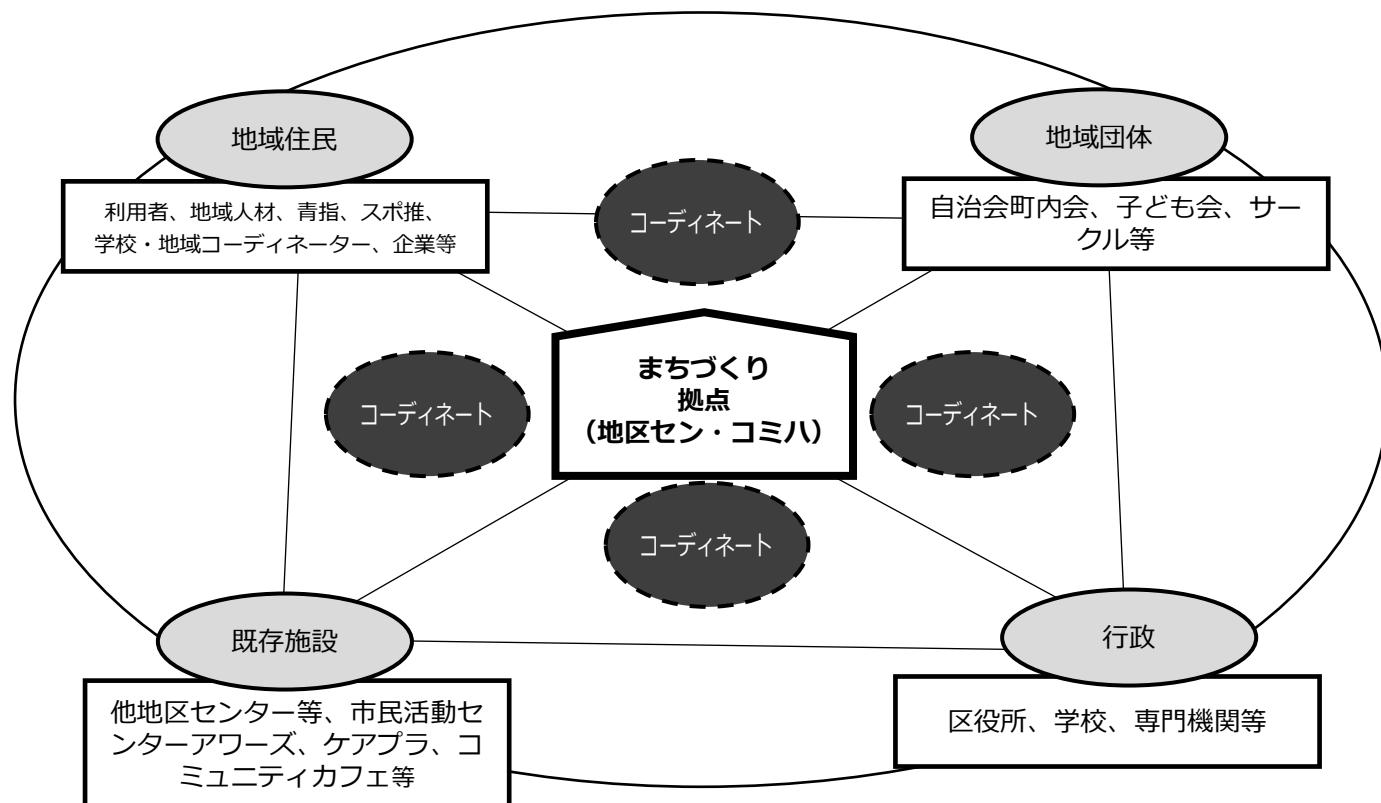 地域住民
利用者、地域人材、青指、スポ推、
学校・地域コーディネーター、企業等
地域団体
自治会町内会、子ども会、サー
クル等
コーディネート
コーディネート
まちづくり
拠点
（地区セン・コミハ）
コーディネート
コーディネート
既存施設
他地区センター等、市民活動セ
ンターアワーズ、ケアプラ、コ
ミュニティカフェ等
行政
区役所、学校、専門機関等